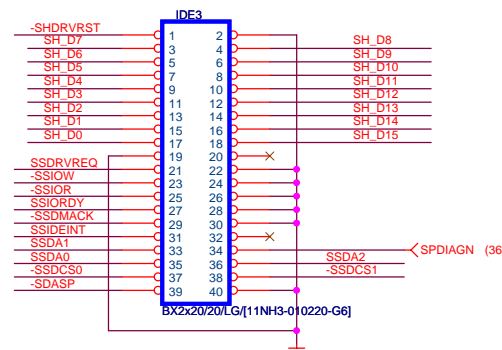 IDE3
-SHDRVRST 1 2
SH_D7 3 4 SH_D8
SH_D6 5 6 SH_D9
SH_D5 7 8 SH_D10
SH_D4 9 10 SH_D11
SH_D3 11 12 SH_D12
SH_D2 13 14 SH_D13
SH_D1 15 16 SH_D14
SH_D0 17 18 SH_D15
19 20
SSDRVREQ 21 22
-SSIOW 23 24
-SSIOR 25 26
SSIORDY 27 28
-SSDMACK 29 30
SSIDEINT 31 32
SSDA1 33 34 SPDIAGN (36
SSDA0 35 36 SSDA2
-SSDCS0 37 38 -SSDCS1
-SDASP 39 40
BX2x20/20/LG/[11NH3-010220-G6]